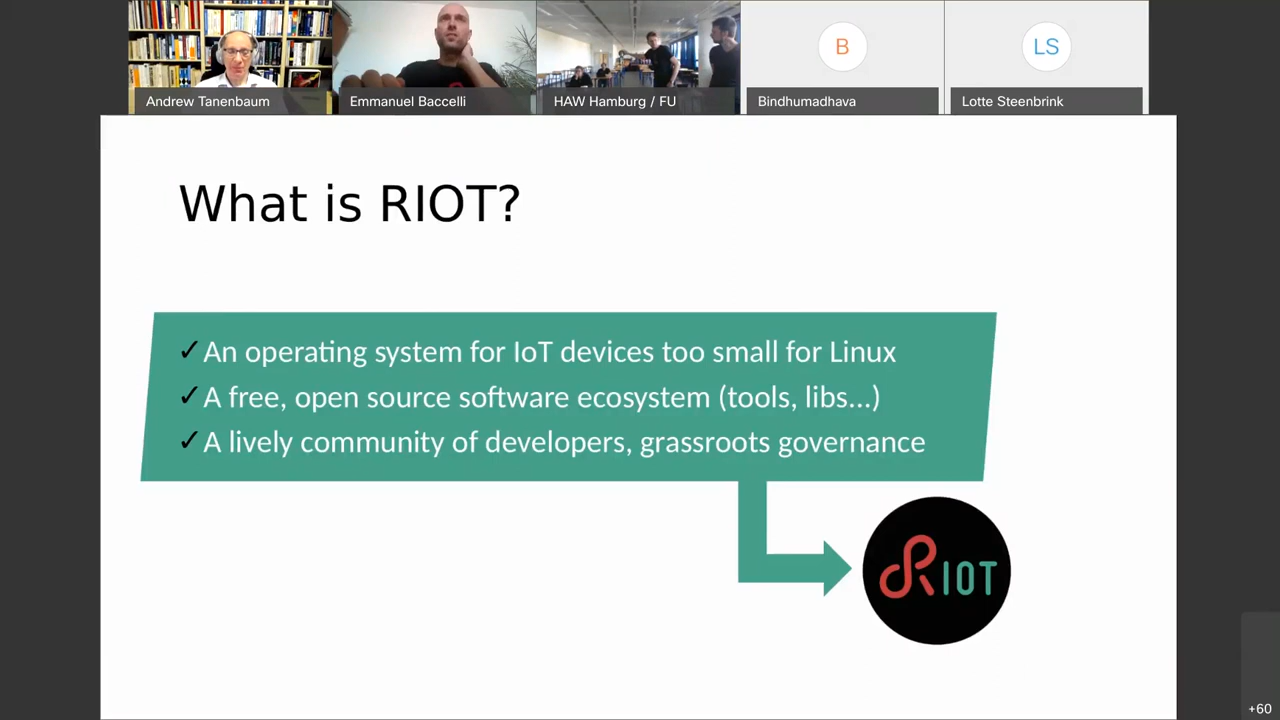 Andrew Tanenbaum
Emmanuel Baccelli
HAW Hamburg / FU
B
Bindhumadhava
LS
Lotte Steenbrink
What is RIOT?
✓An operating system for IoT devices too small for Linux
✓A free, open source software ecosystem (tools, libs...)
✓A lively community of developers, grassroots governance
RIOT
+60